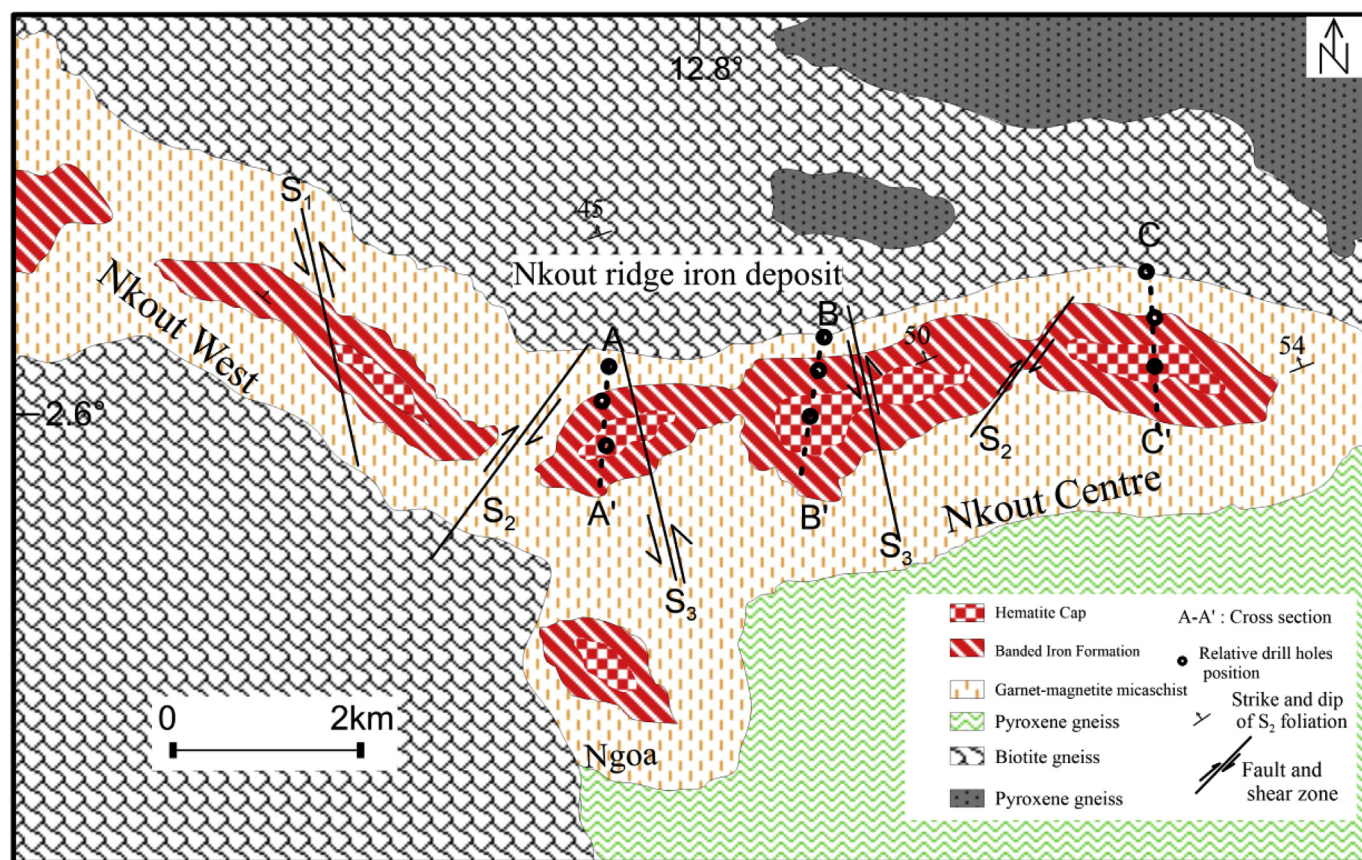 N
12.8°
S1
45
Nkout ridge iron deposit
C
Nkout West
A
B
50
54
2.6°
S2
A'
B'
S2
C'
Nkout Centre
S3
S3
Ngoa
0 2km
Hematite Cap
Banded Iron Formation
Garnet-magnetite micaschist
Pyroxene gneiss
Biotite gneiss
Pyroxene gneiss
A-A' : Cross section
Relative drill holes
position
Strike and dip
of S2 foliation
Fault and
shear zone